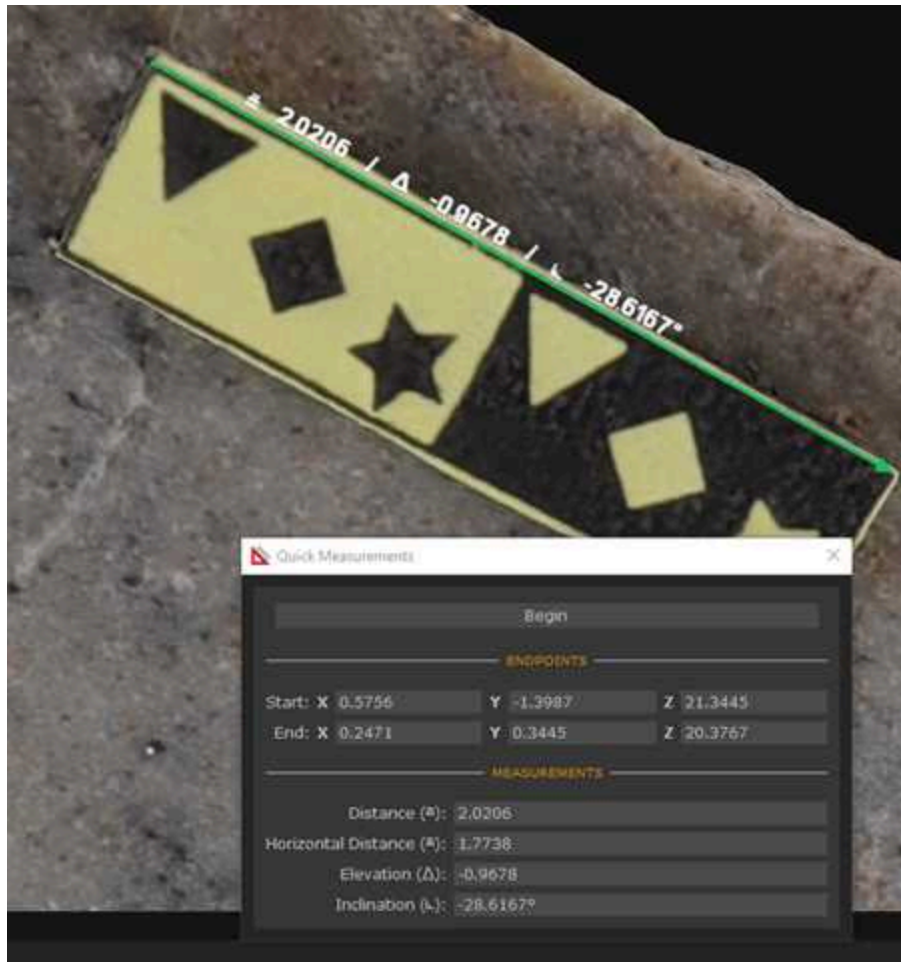 2.0206 / Δ -0.9678 / ⊾ -28.6167°
Quick Measurements
Begin
ENDPOINTS
Start: X 0.5756 Y -1.3987 Z 21.3445
End: X 0.2471 Y 0.3445 Z 20.3767
MEASUREMENTS
Distance (⩮): 2.0206
Horizontal Distance (⩮): 1.7738
Elevation (Δ): -0.9678
Inclination (⊾): -28.6167°